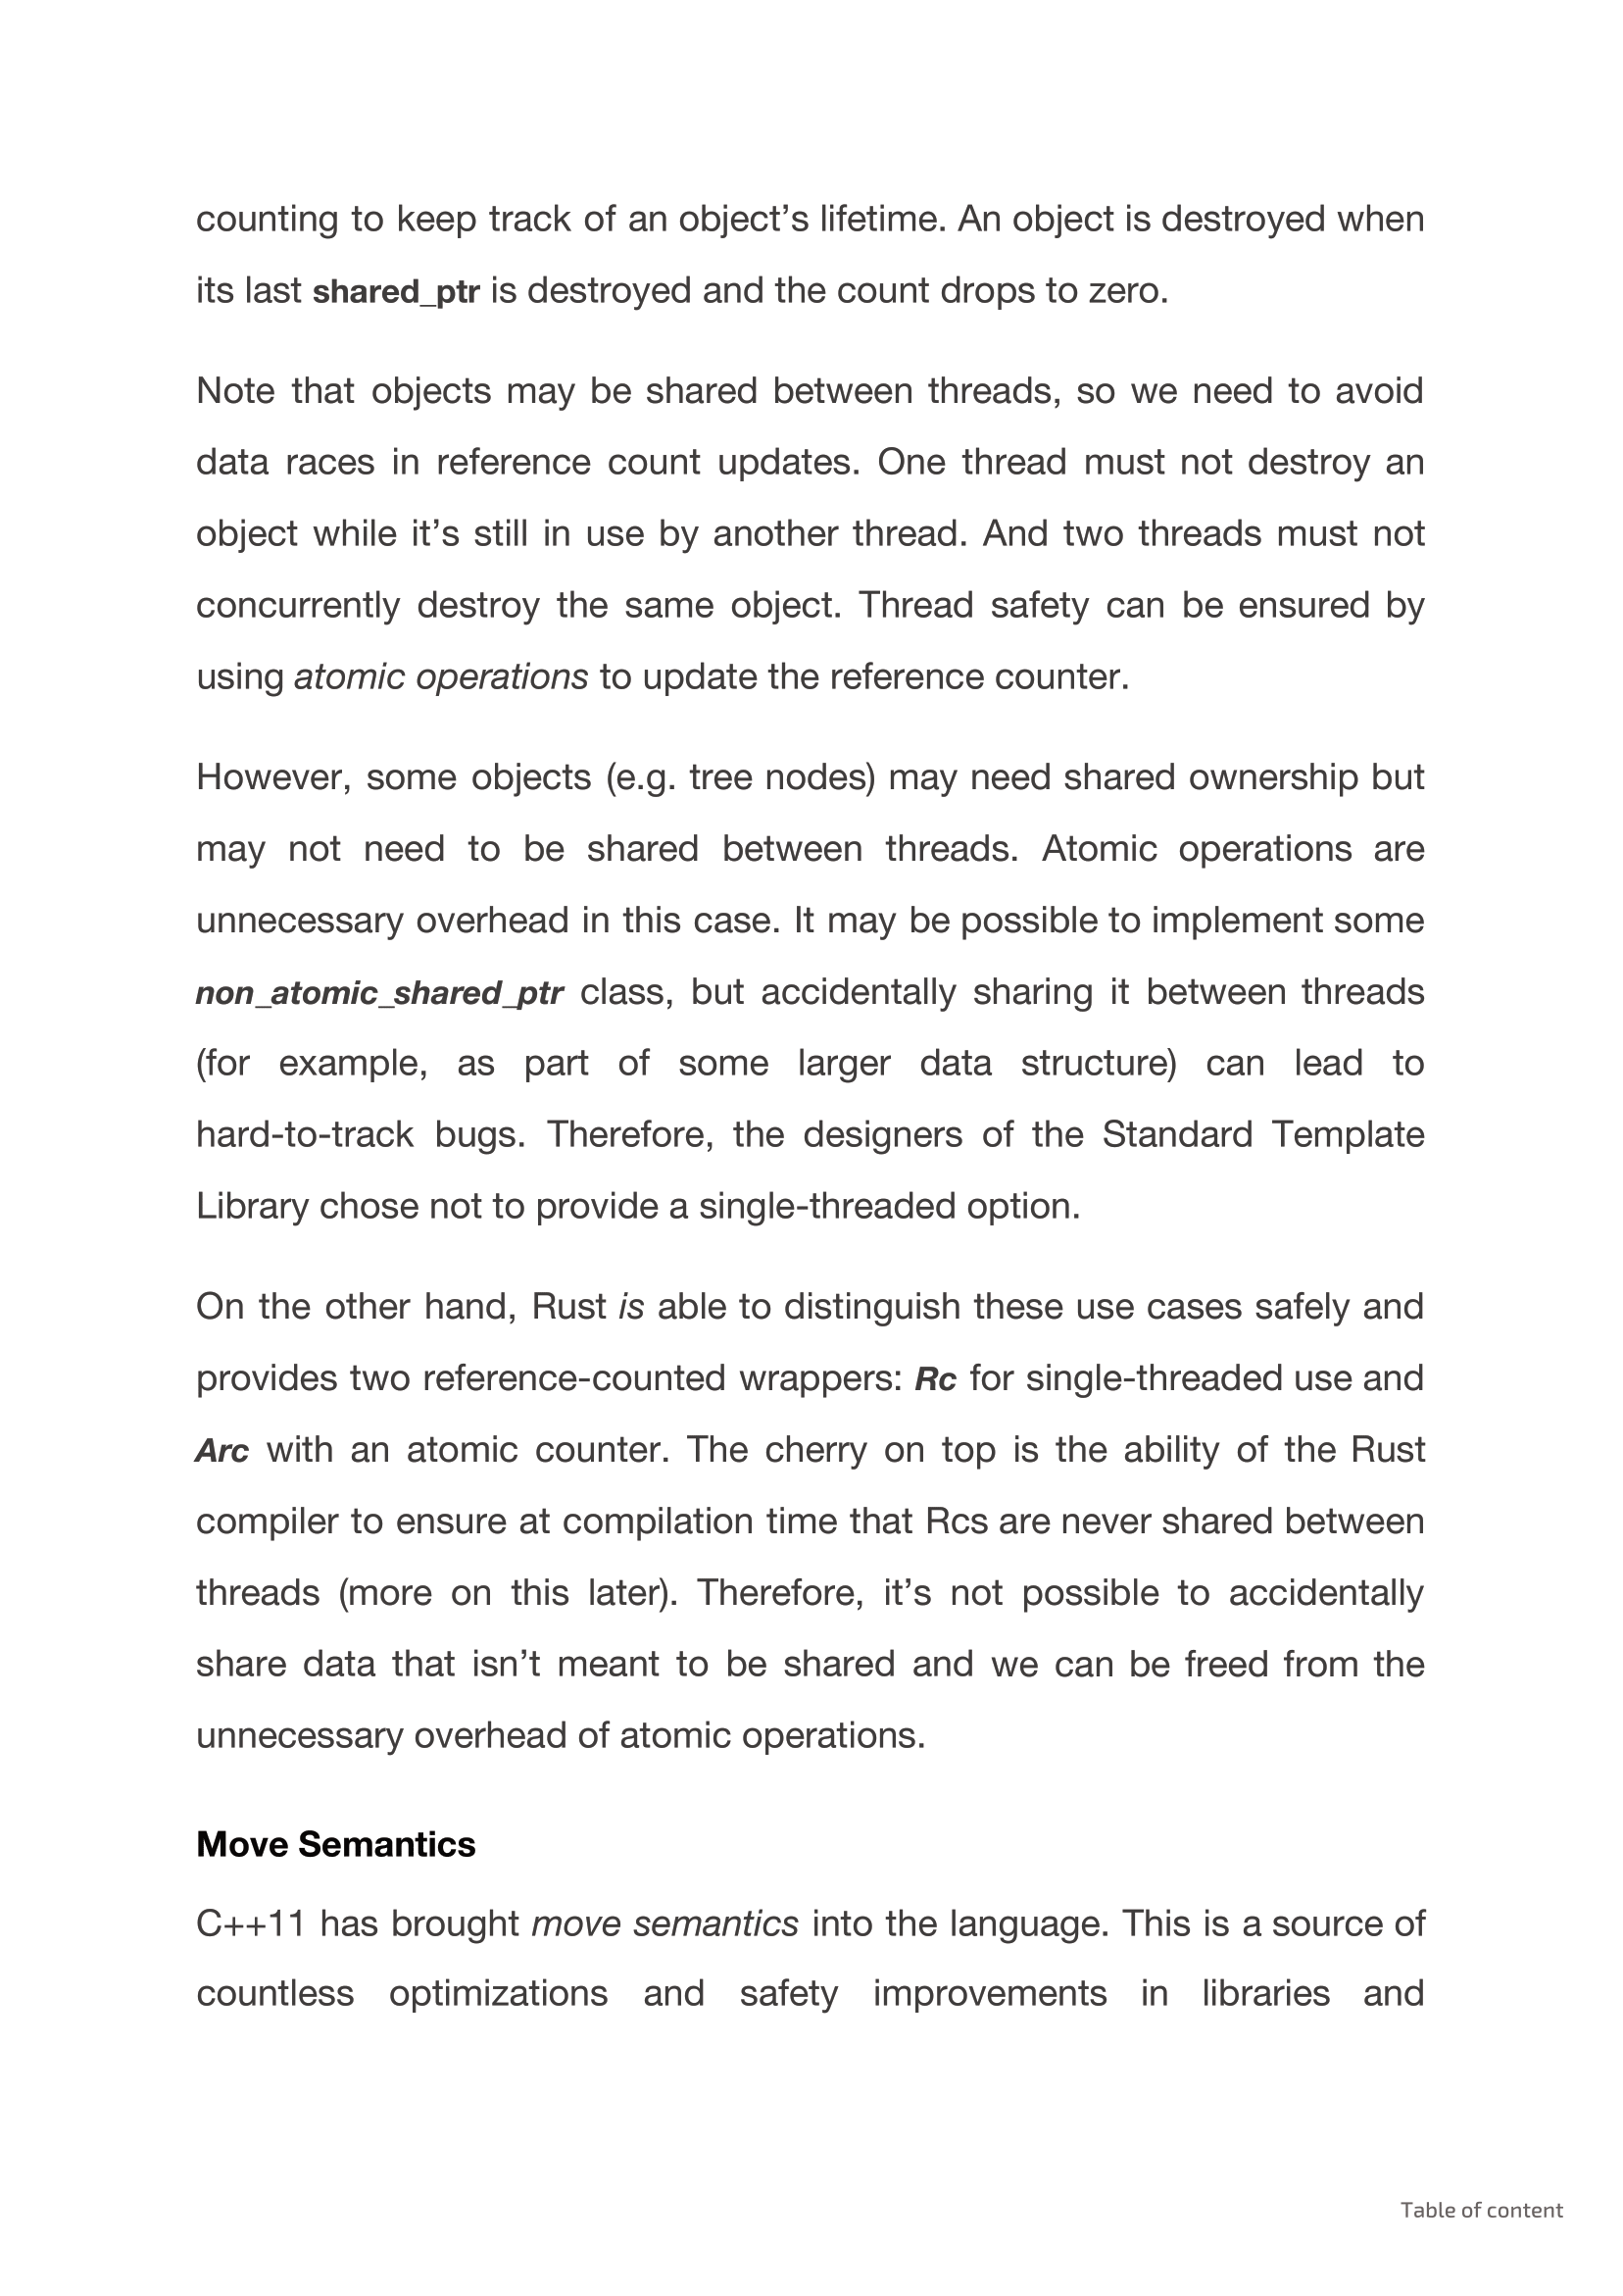 counting to keep track of an object’s lifetime. An object is destroyed when
its last shared_ptr is destroyed and the count drops to zero.
Note that objects may be shared between threads, so we need to avoid
data races in reference count updates. One thread must not destroy an
object while it’s still in use by another thread. And two threads must not
concurrently destroy the same object. Thread safety can be ensured by
using atomic operations to update the reference counter.
However, some objects (e.g. tree nodes) may need shared ownership but
may not need to be shared between threads. Atomic operations are
unnecessary overhead in this case. It may be possible to implement some
non_atomic_shared_ptr class, but accidentally sharing it between threads
(for example, as part of some larger data structure) can lead to
hard-to-track bugs. Therefore, the designers of the Standard Template
Library chose not to provide a single-threaded option.
On the other hand, Rust is able to distinguish these use cases safely and
provides two reference-counted wrappers: Rc for single-threaded use and
Arc with an atomic counter. The cherry on top is the ability of the Rust
compiler to ensure at compilation time that Rcs are never shared between
threads (more on this later). Therefore, it’s not possible to accidentally
share data that isn’t meant to be shared and we can be freed from the
unnecessary overhead of atomic operations.
Move Semantics
C++11 has brought move semantics into the language. This is a source of
countless optimizations and safety improvements in libraries and
Table of content